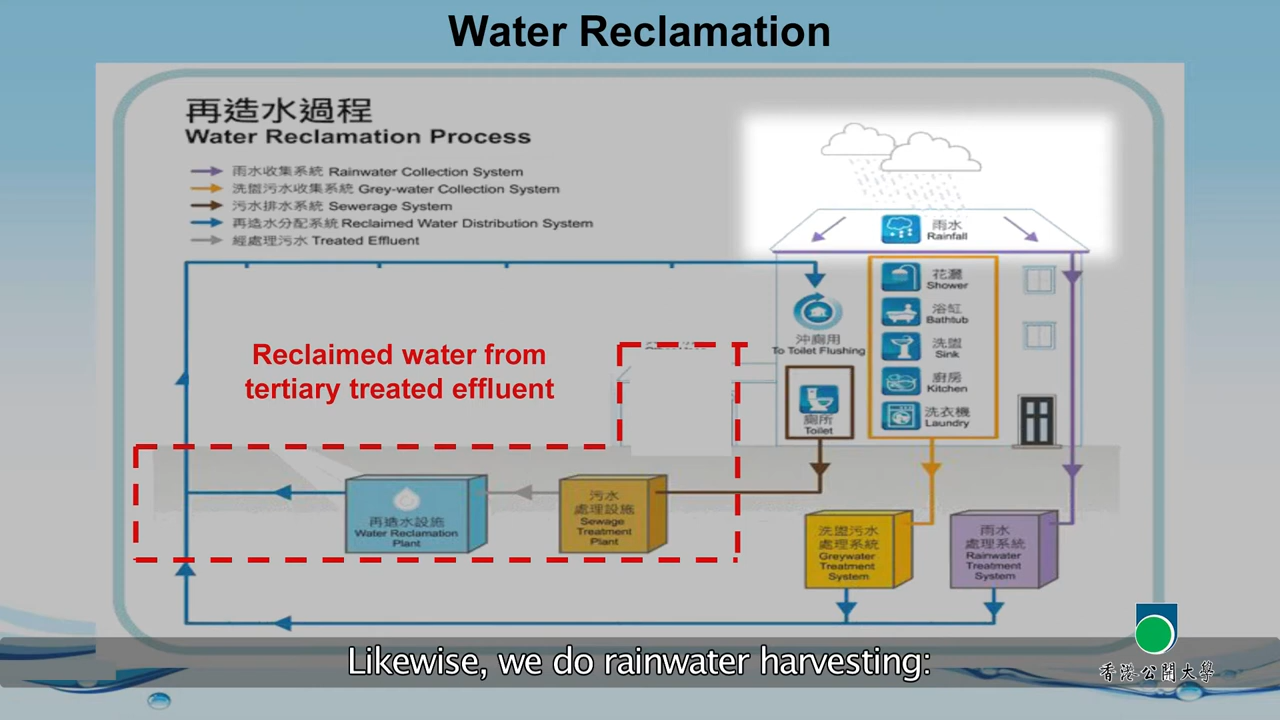 Water Reclamation
再造水過程
Water Reclamation Process
雨水收集系統 Rainwater Collection System
洗盥污水收集系統 Grey-water Collection System
污水排水系統 Sewerage System
再造水分配系統 Reclaimed Water Distribution System
經處理污水 Treated Effluent
雨水
Rainfall
花灑
Shower
浴缸
Bathtub
洗盥
Sink
廚房
Kitchen
洗衣機
Laundry
沖廁用
To Toilet Flushing
廁所
Toilet
Reclaimed water from
tertiary treated effluent
再造水設施
Water Reclamation
Plant
污水
處理設施
Sewage
Treatment
Plant
洗盥污水
處理系統
Greywater
Treatment
System
雨水
處理系統
Rainwater
Treatment
System
Likewise, we do rainwater harvesting:
香港公開大學